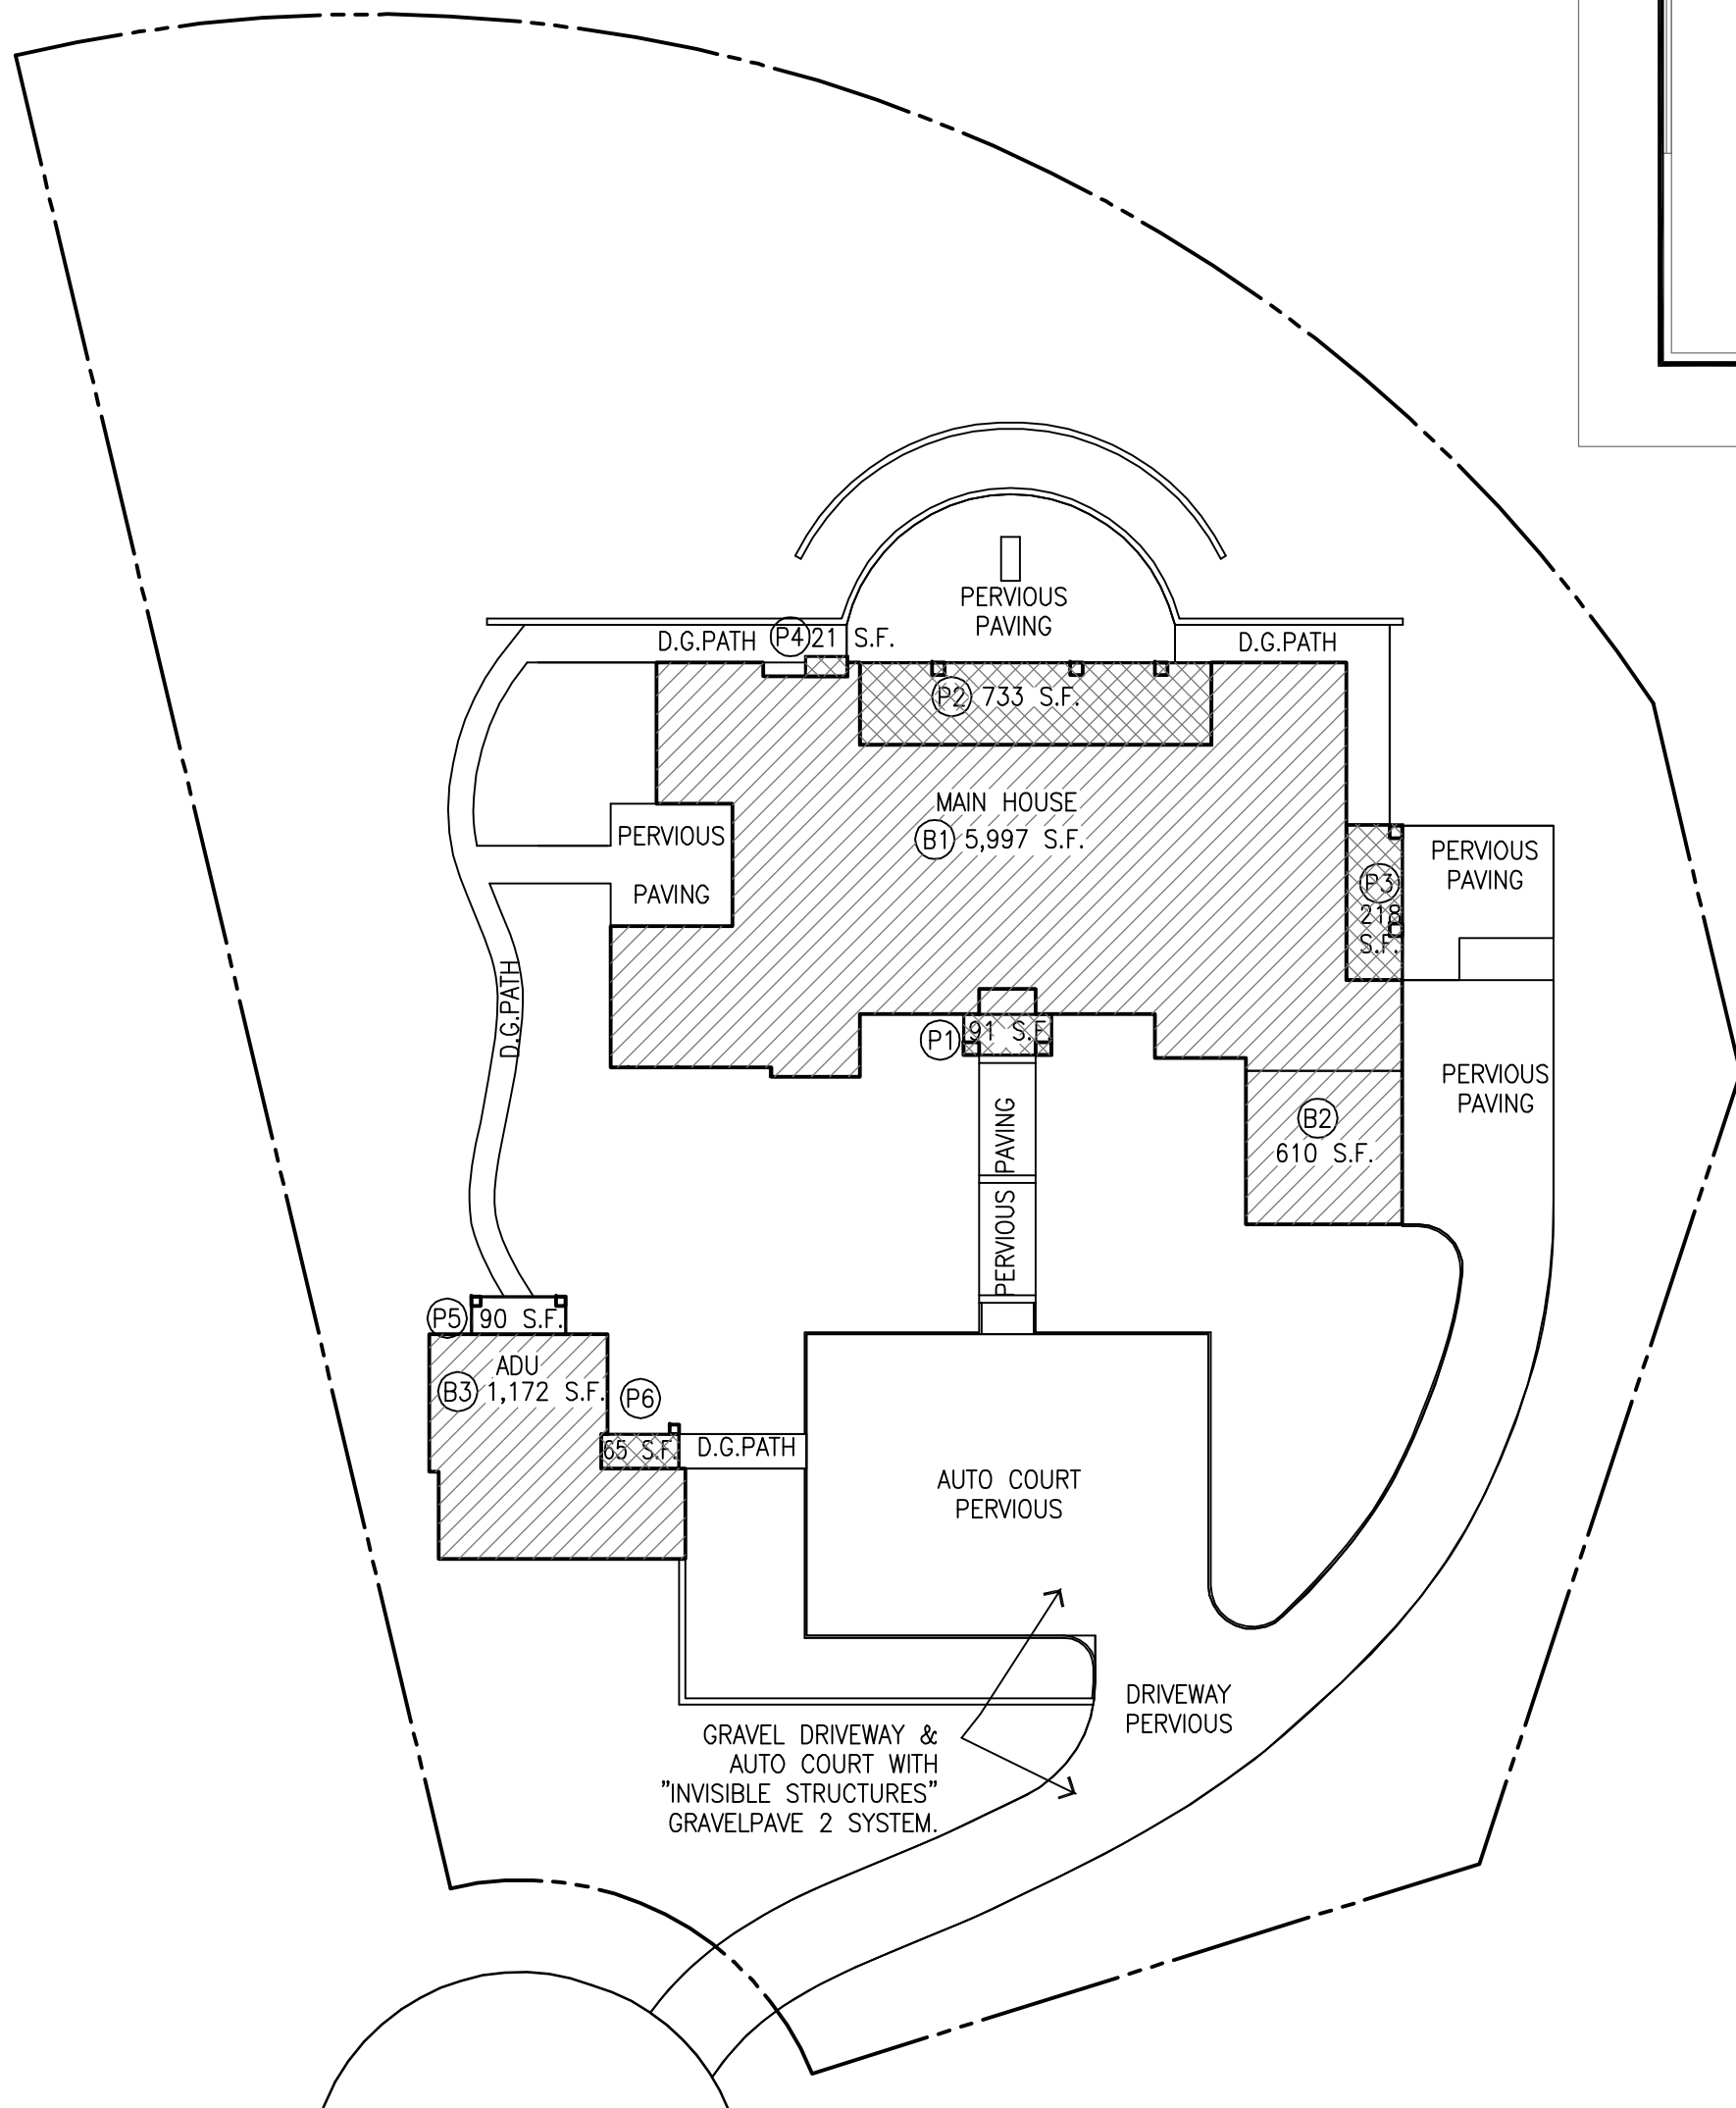 PERVIOUS
PAVING
D.G.PATH
P4 21 S.F.
D.G.PATH
P2 733 S.F.
MAIN HOUSE
B1 5,997 S.F.
PERVIOUS
PAVING
P3
218
S.F.
PERVIOUS
PAVING
D.G.PATH
P1 91 S.F.
PERVIOUS PAVING
B2
610 S.F.
PERVIOUS
PAVING
P5 90 S.F.
ADU
B3 1,172 S.F.
P6
65 S.F.
D.G.PATH
AUTO COURT
PERVIOUS
DRIVEWAY
PERVIOUS
GRAVEL DRIVEWAY &
AUTO COURT WITH
"INVISIBLE STRUCTURES"
GRAVELPAVE 2 SYSTEM.